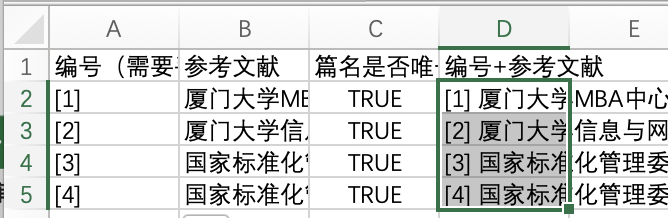 A B C D E
1 编号（需要 参考文献 篇名是否唯一 编号+参考文献
2 [1] 厦门大学ME TRUE [1] 厦门大学MBA中心
3 [2] 厦门大学信 TRUE [2] 厦门大学信息与网
4 [3] 国家标准化 TRUE [3] 国家标准化管理委
5 [4] 国家标准化 TRUE [4] 国家标准化管理委